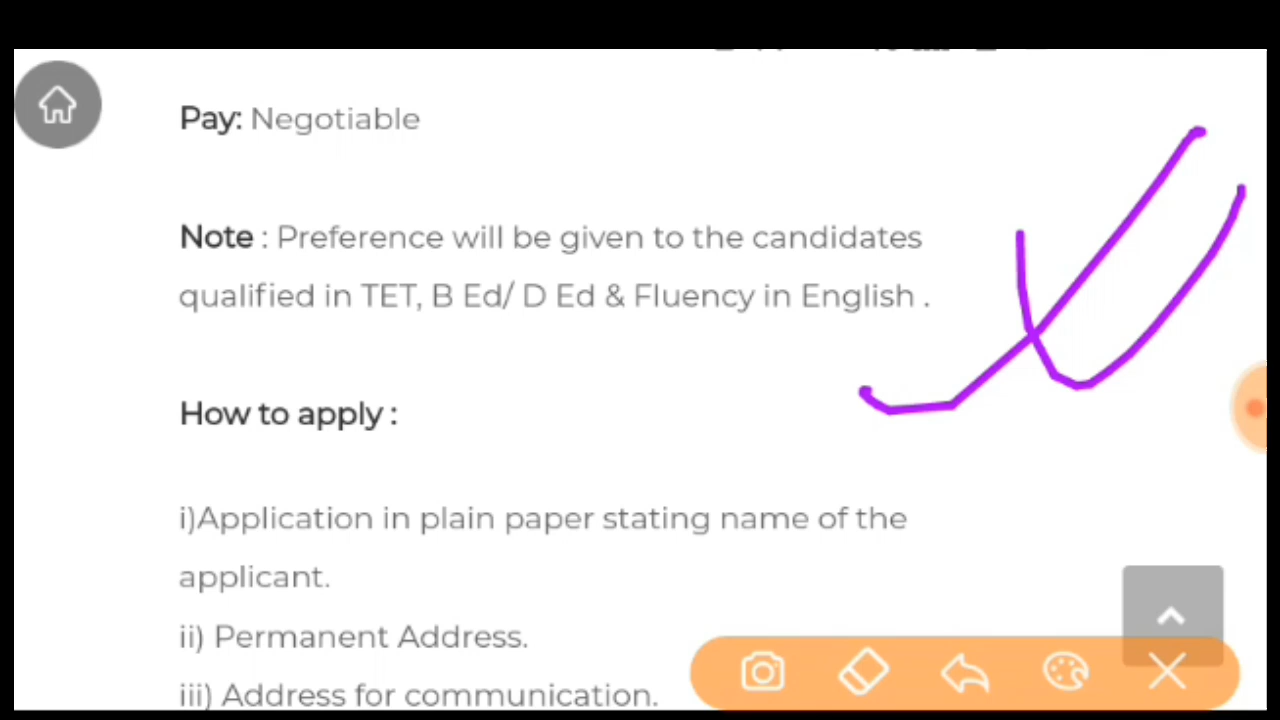 Pay: Negotiable
Note : Preference will be given to the candidates
qualified in TET, B Ed/ D Ed & Fluency in English .
How to apply :
i)Application in plain paper stating name of the
applicant.
ii) Permanent Address.
iii) Address for communication.